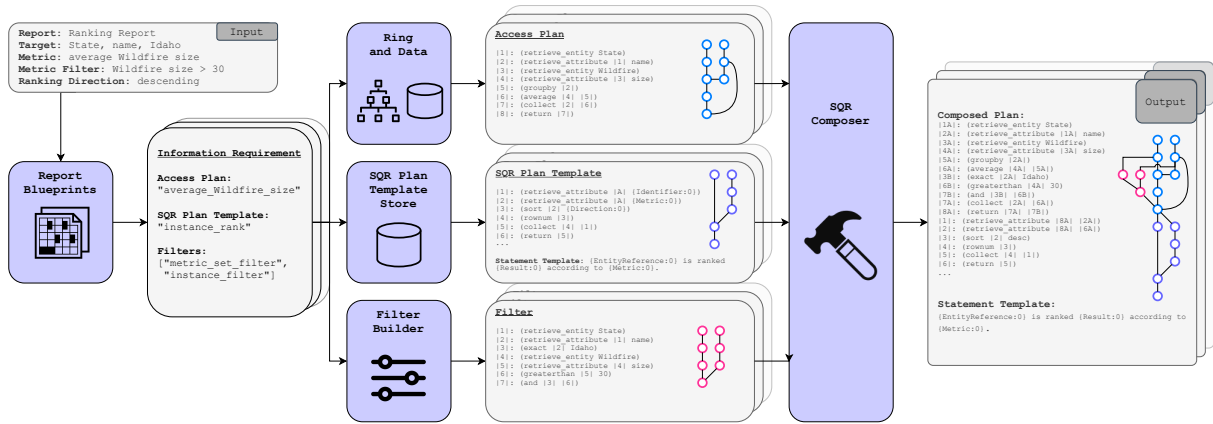 Report: Ranking Report
Target: State, name, Idaho
Metric: average Wildfire size
Metric Filter: Wildfire size > 30
Ranking Direction: descending
Input
Report
Blueprints
Information Requirement
Access Plan:
"average_Wildfire_size"
SQR Plan Template:
"instance_rank"
Filters:
["metric_set_filter",
"instance_filter"]
Ring
and Data
SQR Plan
Template
Store
Filter
Builder
Access Plan
|1|: (retrieve_entity State)
|2|: (retrieve_attribute |1| name)
|3|: (retrieve_entity Wildfire)
|4|: (retrieve_attribute |3| size)
|5|: (groupby |2|)
|6|: (average |4| |5|)
|7|: (collect |2| |6|)
|8|: (return |7|)
SQR Plan Template
|1|: (retrieve_attribute |A| {Identifier:0})
|2|: (retrieve_attribute |A| {Metric:0})
|3|: (sort |2| {Direction:0})
|4|: (rownum |3|)
|5|: (collect |4| |1|)
|6|: (return |5|)
...
Statement Template: {EntityReference:0} is ranked
{Result:0} according to {Metric:0}.
Filter
|1|: (retrieve_entity State)
|2|: (retrieve_attribute |1| name)
|3|: (exact |2| Idaho)
|4|: (retrieve_entity Wildfire)
|5|: (retrieve_attribute |4| size)
|6|: (greaterthan |5| 30)
|7|: (and |3| |6|)
SQR
Composer
Output
Composed Plan:
|1A|: (retrieve_entity State)
|2A|: (retrieve_attribute |1A| name)
|3A|: (retrieve_entity Wildfire)
|4A|: (retrieve_attribute |3A| size)
|5A|: (groupby |2A|)
|6A|: (average |4A| |5A|)
|3B|: (exact |2A| Idaho)
|6B|: (greaterthan |4A| 30)
|7B|: (and |3B| |6B|)
|7A|: (collect |2A| |6A|)
|8A|: (return |7A| |7B|)
|1|: (retrieve_attribute |8A| |2A|)
|2|: (retrieve_attribute |8A| |6A|)
|3|: (sort |2| desc)
|4|: (rownum |3|)
|5|: (collect |4| |1|)
|6|: (return |5|)
...
Statement Template:
{EntityReference:0} is ranked {Result:0} according to
{Metric:0}.